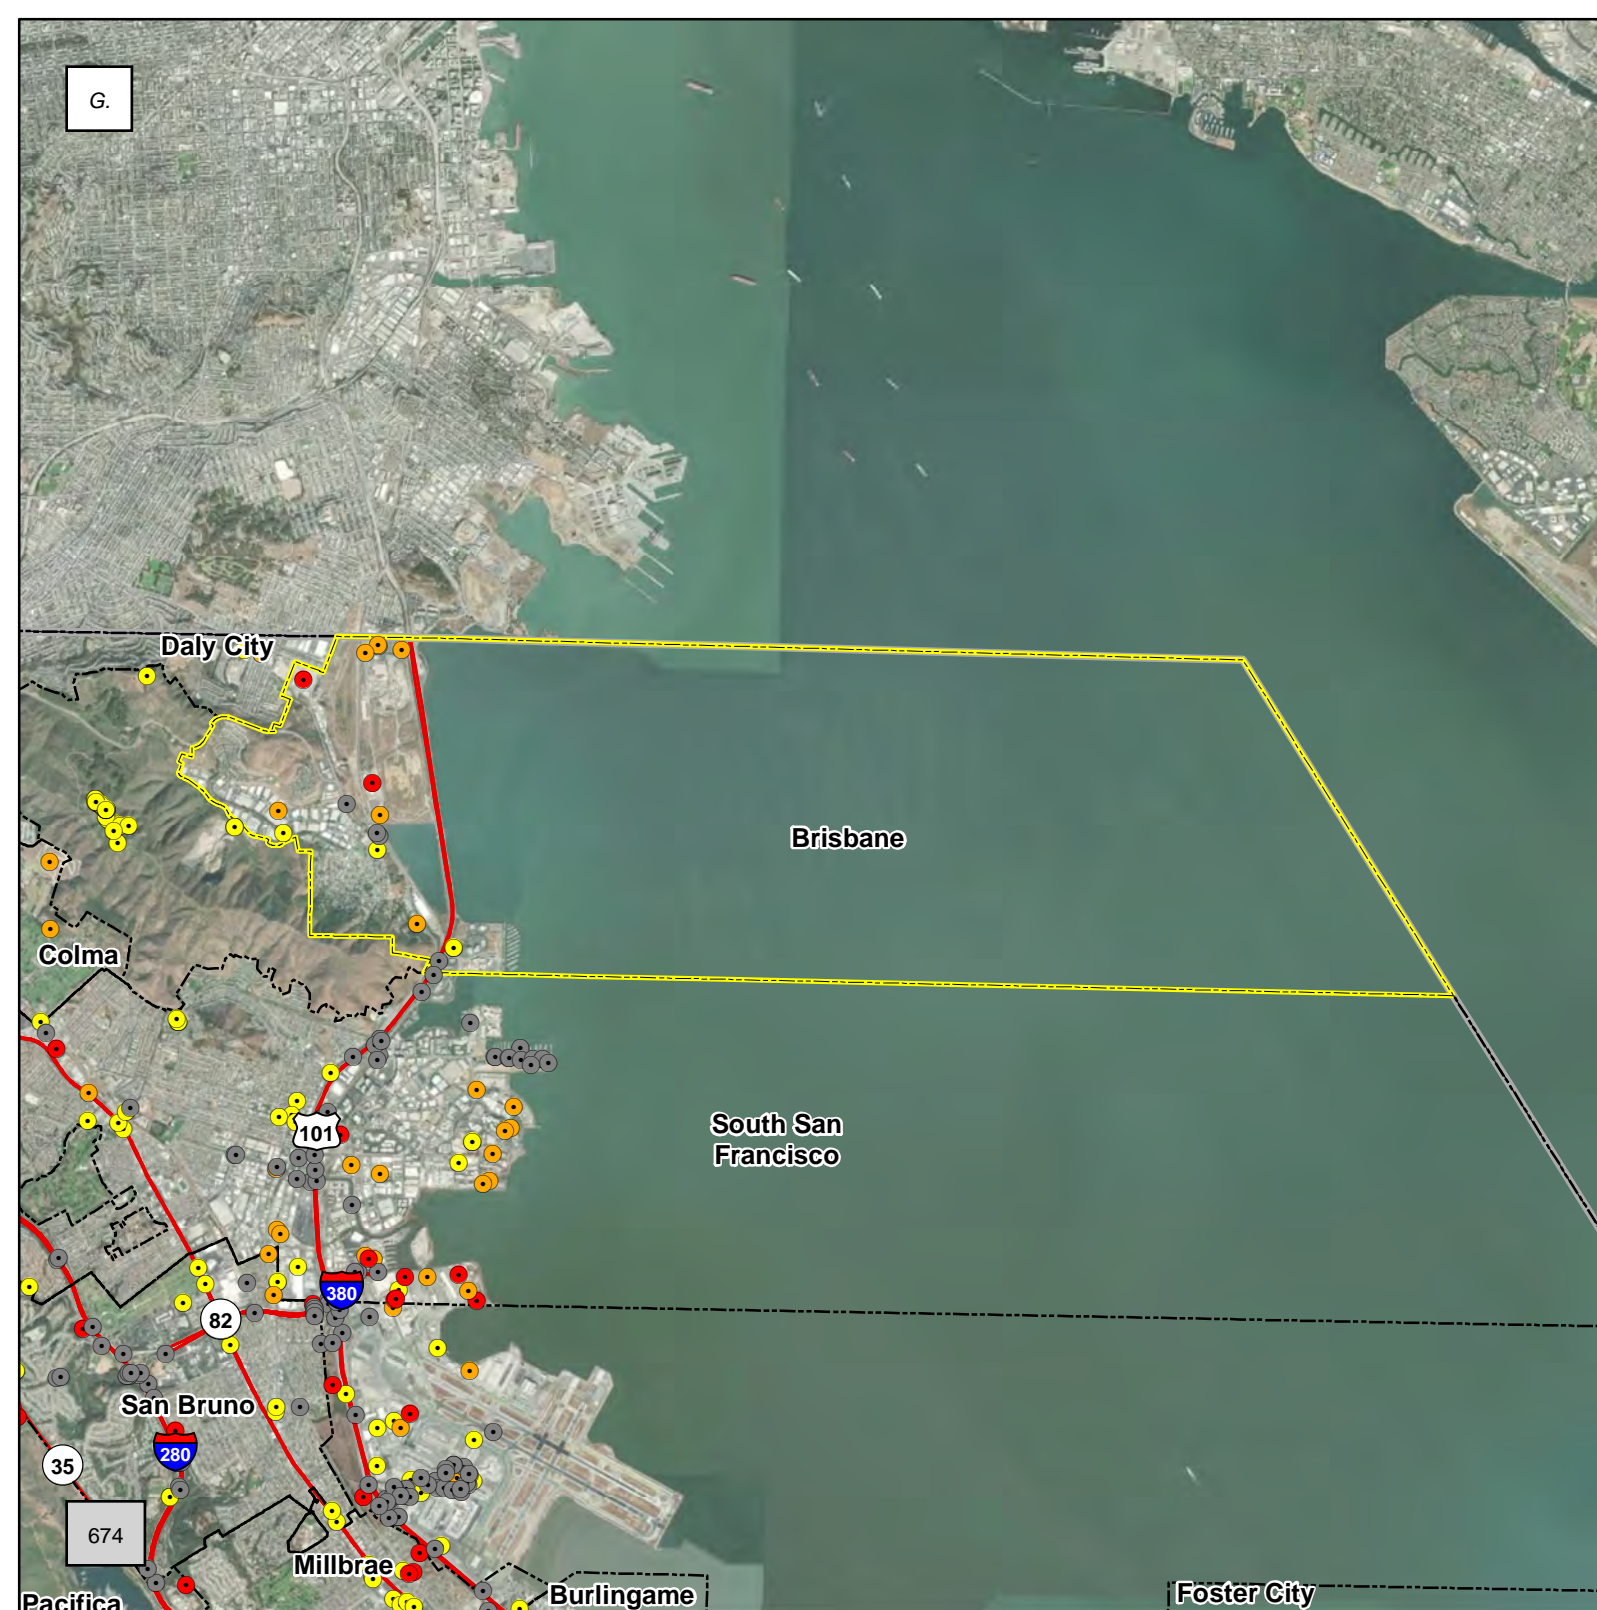 G.
Daly City
Brisbane
Colma
South San
Francisco
101
380
82
San Bruno
280
35
674
Millbrae
Burlingame
Foster City
Pacifica